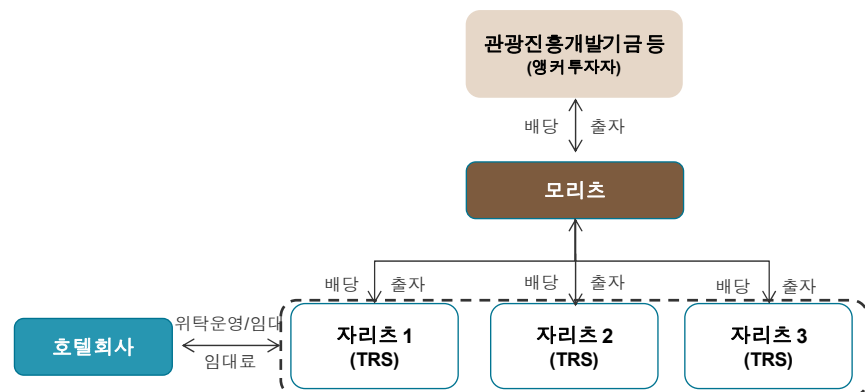 관광진흥개발기금 등
(앵커 투자자)
배당 출자
모리츠
배당 출자 배당 출자 배당 출자
위탁운영/임대
호텔회사
임대료
자리츠 1
(TRS)
자리츠 2
(TRS)
자리츠 3
(TRS)